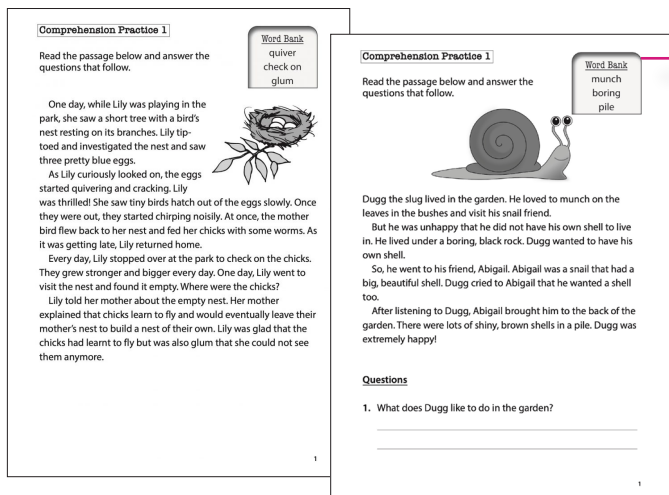 Comprehension Practice 1
Read the passage below and answer the
questions that follow.
Word Bank
quiver
check on
glum
One day, while Lily was playing in the
park, she saw a short tree with a bird's
nest resting on its branches. Lily tip-
toed and investigated the nest and saw
three pretty blue eggs.
As Lily curiously looked on, the eggs
started quivering and cracking. Lily
was thrilled! She saw tiny birds hatch out of the eggs slowly. Once
they were out, they started chirping noisily. At once, the mother
bird flew back to her nest and fed her chicks with some worms. As
it was getting late, Lily returned home.
Every day, Lily stopped over at the park to check on the chicks.
They grew stronger and bigger every day. One day, Lily went to
visit the nest and found it empty. Where were the chicks?
Lily told her mother about the empty nest. Her mother
explained that chicks learn to fly and would eventually leave their
mother's nest to build a nest of their own. Lily was glad that the
chicks had learnt to fly but was also glum that she could not see
them anymore.
1
Comprehension Practice 1
Read the passage below and answer the
questions that follow.
Word Bank
munch
boring
pile
Dugg the slug lived in the garden. He loved to munch on the
leaves in the bushes and visit his snail friend.
But he was unhappy that he did not have his own shell to live
in. He lived under a boring, black rock. Dugg wanted to have his
own shell.
So, he went to his friend, Abigail. Abigail was a snail that had a
big, beautiful shell. Dugg cried to Abigail that he wanted a shell
too.
After listening to Dugg, Abigail brought him to the back of the
garden. There were lots of shiny, brown shells in a pile. Dugg was
extremely happy!
Questions
1. What does Dugg like to do in the garden?
1